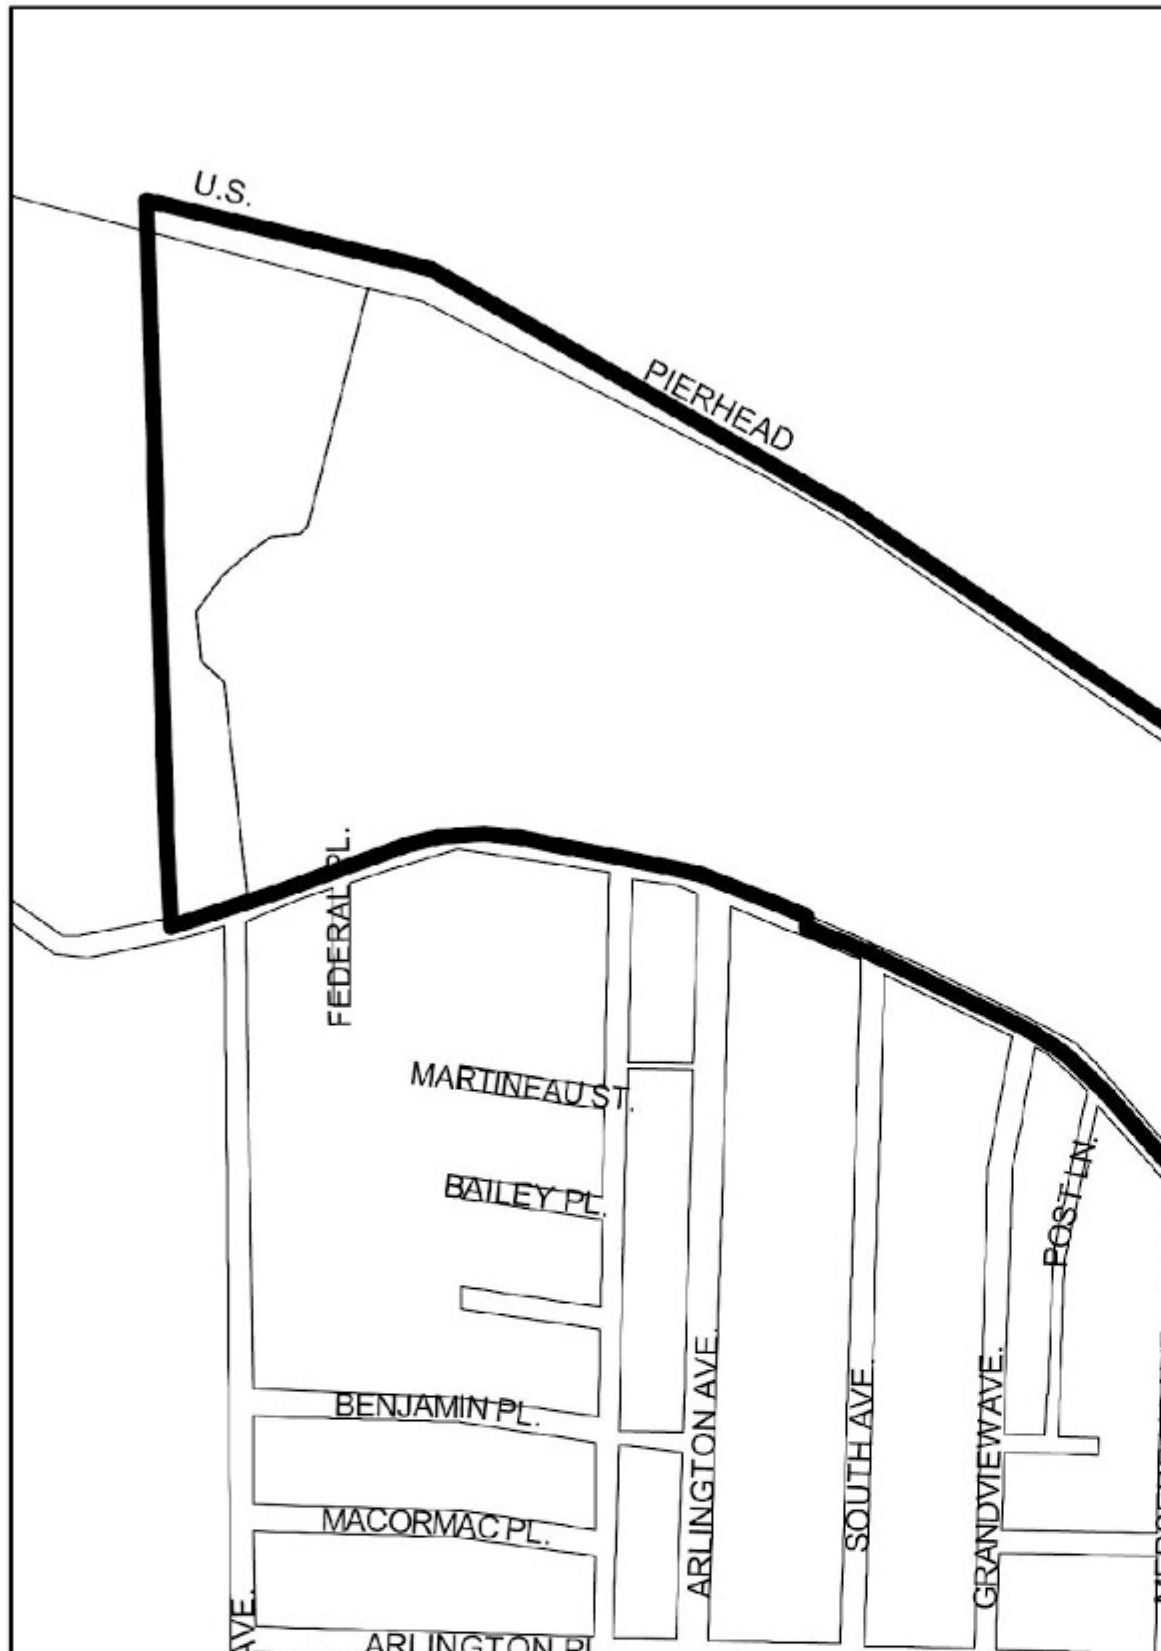 U.S.
PIERHEAD
FEDERAL PL.
MARTINEAU ST.
BAILEY PL.
POST LN.
BENJAMIN PL.
ARLINGTON AVE.
SOUTH AVE.
GRANDVIEW AVE.
MACORMAC PL.
AVE.
ARLINGTON PL